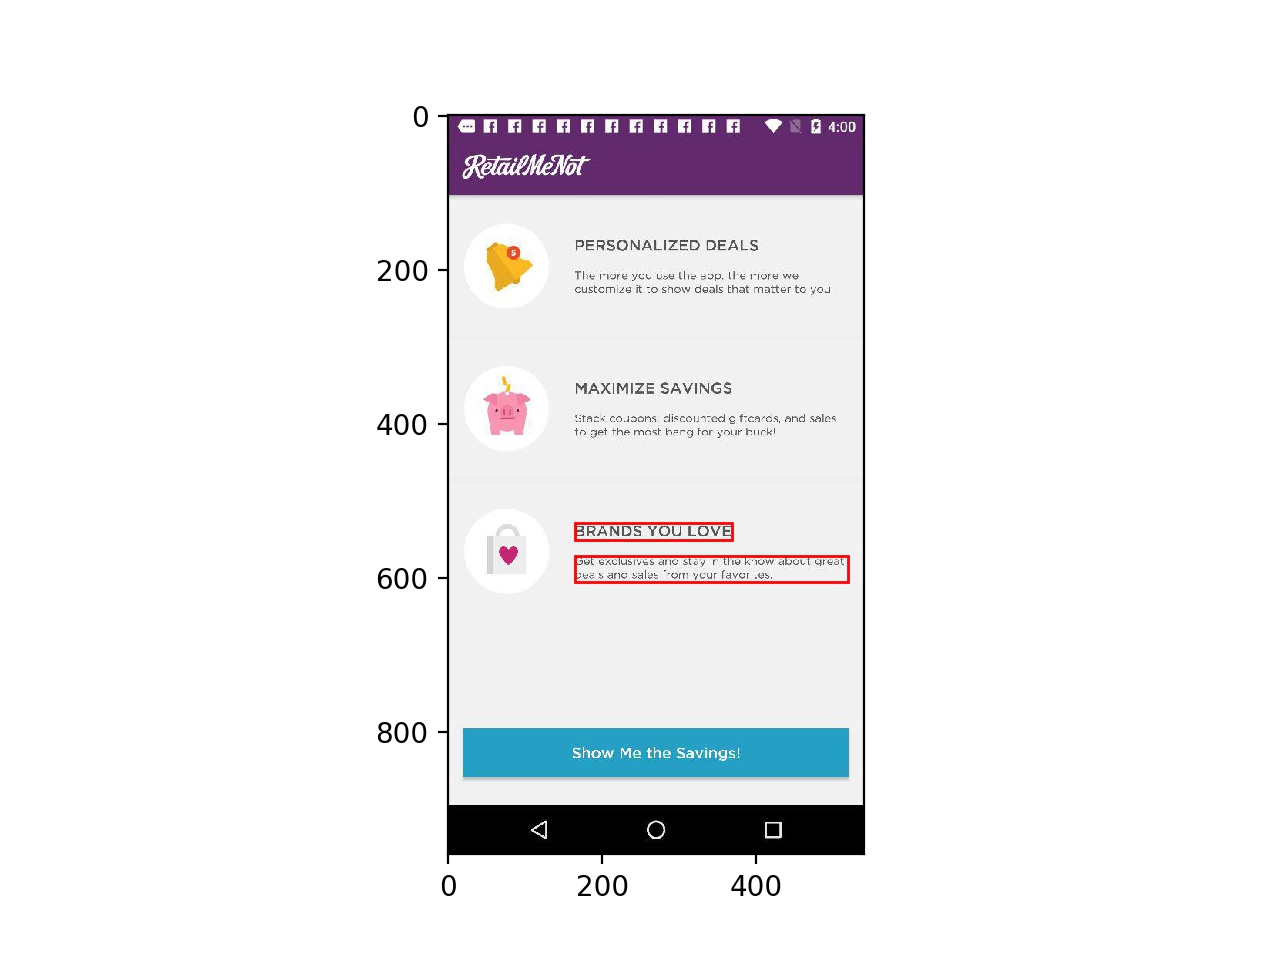 0
200
400
600
800
4:00
RetailMeNot
5
PERSONALIZED DEALS
The more you use the app, the more we
customize it to show deals that matter to you
MAXIMIZE SAVINGS
Stack coupons, discounted giftcards, and sales
to get the most bang for your buck!
BRANDS YOU LOVE
Get exclusives and stay in the know about great
deals and sales from your favorites.
Show Me the Savings!
0
200
400